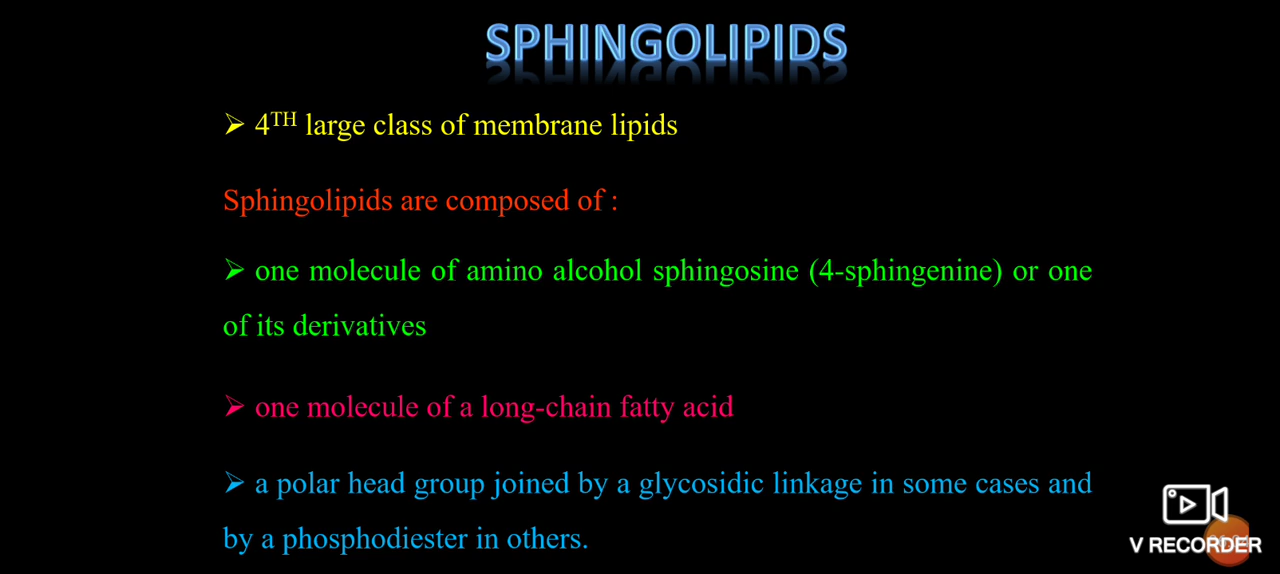 SPHINGOLIPIDS
➢ 4TH large class of membrane lipids
Sphingolipids are composed of :
➢ one molecule of amino alcohol sphingosine (4-sphingenine) or one
of its derivatives
➢ one molecule of a long-chain fatty acid
➢ a polar head group joined by a glycosidic linkage in some cases and
by a phosphodiester in others.
V RECORDER